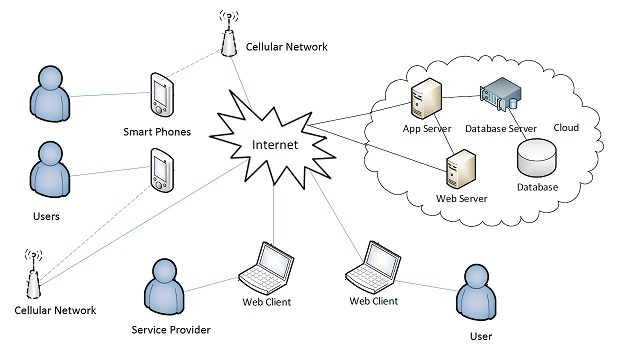 Cellular Network
Smart Phones
Internet
App Server
Database Server
Cloud
Users
Web Server
Database
Cellular Network
Service Provider
Web Client
Web Client
User